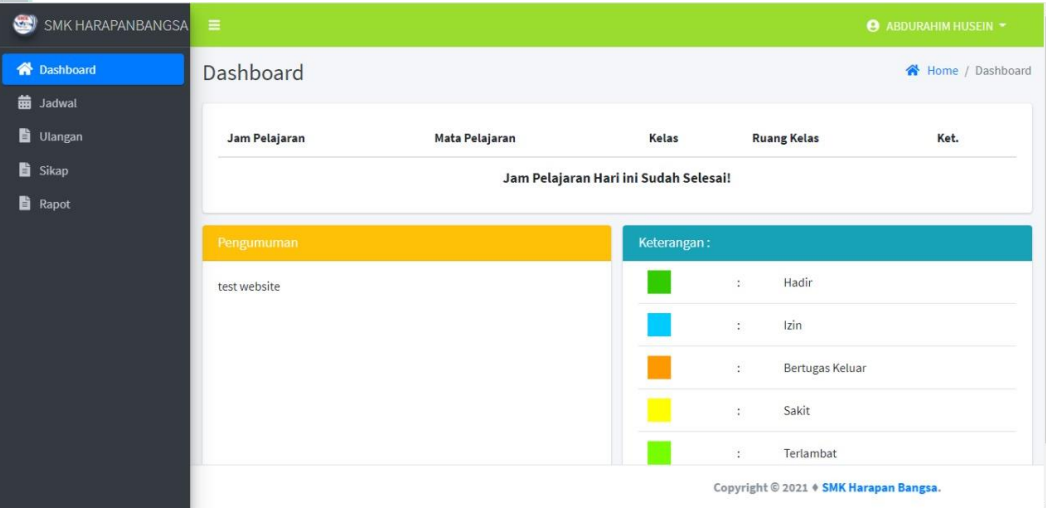 SMK HARAPANBANGSA
ABDURAHIM HUSEIN
Dashboard
Jadwal
Ulangan
Sikap
Rapot
Dashboard
Home / Dashboard
Jam Pelajaran Mata Pelajaran Kelas Ruang Kelas Ket.
Jam Pelajaran Hari ini Sudah Selesai!
Pengumuman
test website
Keterangan :
: Hadir
: Izin
: Bertugas Keluar
: Sakit
: Terlambat
Copyright © 2021 ♦ SMK Harapan Bangsa.